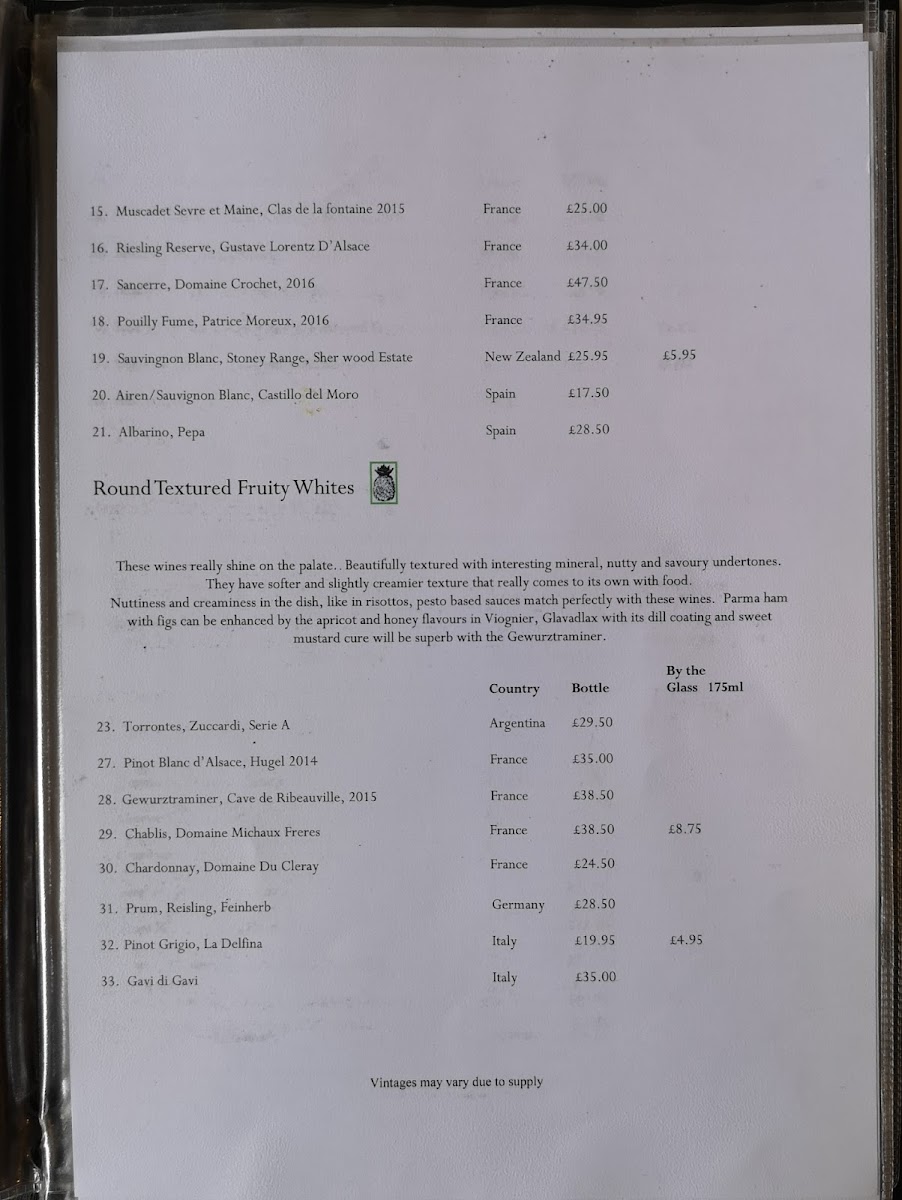 15. Muscadet Sevre et Maine, Clas de la fontaine 2015 France £25.00
16. Riesling Reserve, Gustave Lorentz D'Alsace France £34.00
17. Sancerre, Domaine Crochet, 2016 France £47.50
18. Pouilly Fume, Patrice Moreux, 2016 France £34.95
19. Sauvingnon Blanc, Stoney Range, Sher wood Estate New Zealand £25.95 £5.95
20. Airen/Sauvignon Blanc, Castillo del Moro Spain £17.50
21. Albarino, Pepa Spain £28.50
Round Textured Fruity Whites
These wines really shine on the palate.. Beautifully textured with interesting mineral, nutty and savoury undertones.
They have softer and slightly creamier texture that really comes to its own with food.
Nuttiness and creaminess in the dish, like in risottos, pesto based sauces match perfectly with these wines. Parma ham
with figs can be enhanced by the apricot and honey flavours in Viognier, Glavadlax with its dill coating and sweet
mustard cure will be superb with the Gewurztraminer.
By the
Country Bottle Glass 175ml
23. Torrontes, Zuccardi, Serie A Argentina £29.50
27. Pinot Blanc d'Alsace, Hugel 2014 France £35.00
28. Gewurztraminer, Cave de Ribeauville, 2015 France £38.50
29. Chablis, Domaine Michaux Freres France £38.50 £8.75
30. Chardonnay, Domaine Du Cleray France £24.50
31. Prum, Reisling, Feinherb Germany £28.50
32. Pinot Grigio, La Delfina Italy £19.95 £4.95
33. Gavi di Gavi Italy £35.00
Vintages may vary due to supply